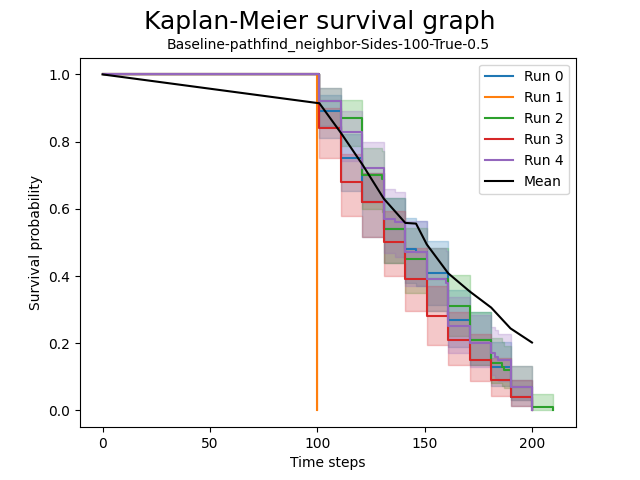 Kaplan-Meier survival graph
Baseline-pathfind_neighbor-Sides-100-True-0.5
Survival probability
1.0
0.8
0.6
0.4
0.2
0.0
Run 0
Run 1
Run 2
Run 3
Run 4
Mean
0
50
100
150
200
Time steps